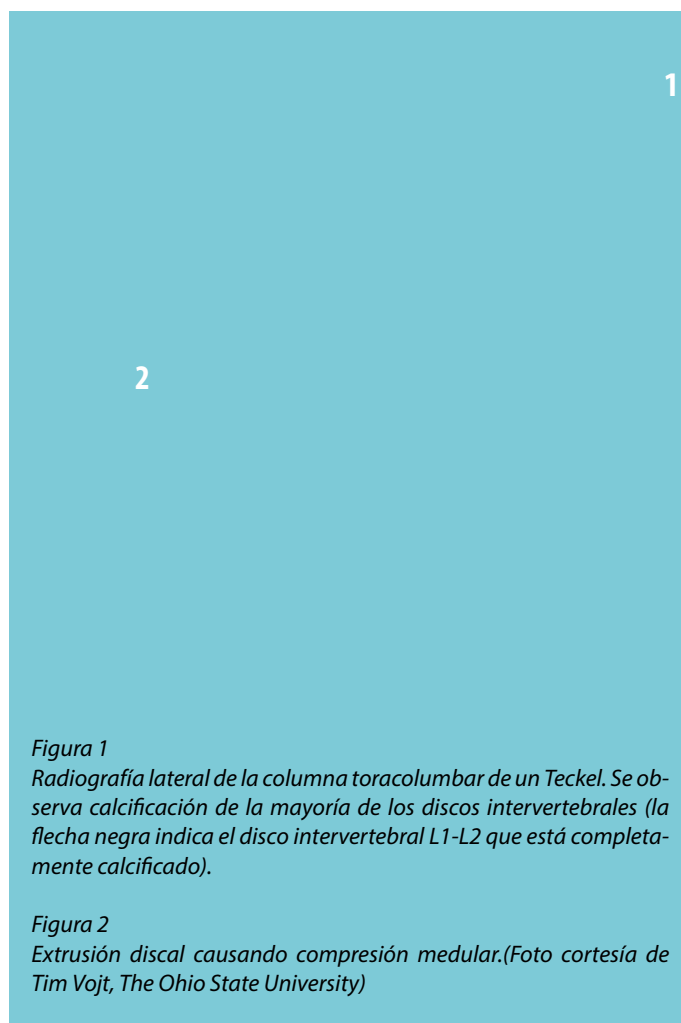 1
2
Figura 1
Radiografía lateral de la columna toracolumbar de un Teckel. Se ob-
serva calcificación de la mayoría de los discos intervertebrales (la
flecha negra indica el disco intervertebral L1-L2 que está completa-
mente calcificado).
Figura 2
Extrusión discal causando compresión medular.(Foto cortesía de
Tim Vojt, The Ohio State University)